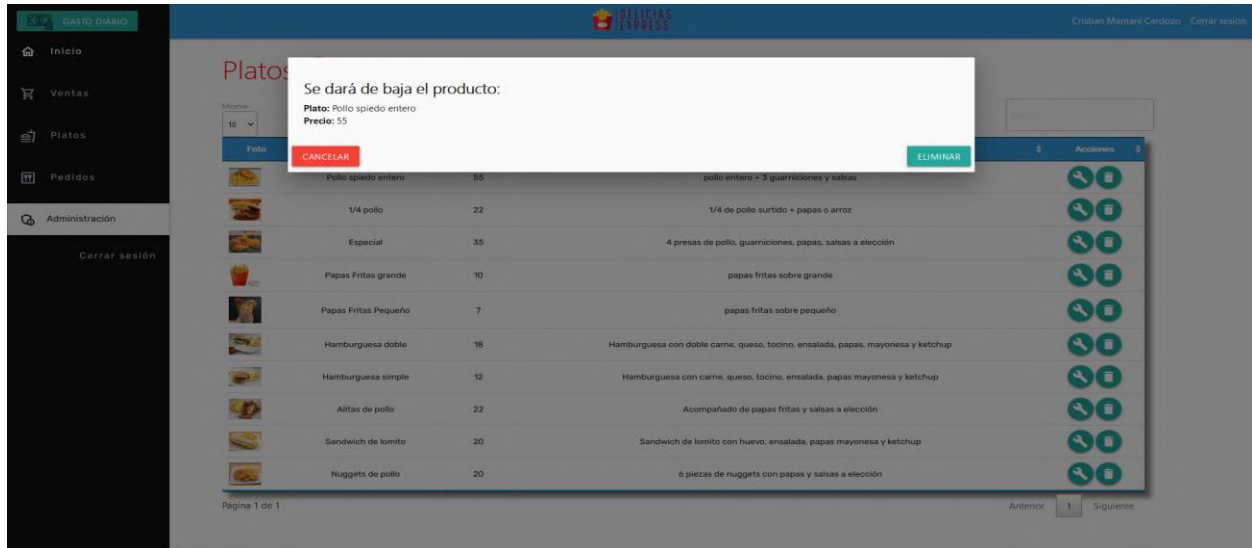 GASTO DIARIO
DELICIAS EXPRESS
Cristian Mamani Cardozo Cerrar sesión
Inicio
Ventas
Platos
Pedidos
Administración
Cerrar sesión
Platos
Se dará de baja el producto:
Plato: Pollo spiedo entero
Precio: 55
CANCELAR
ELIMINAR
Mostrar
10
Foto
Acciones
Pollo spiedo entero 55 pollo entero + 3 guarniciones y salsas
1/4 pollo 22 1/4 de pollo surtido + papas o arroz
Especial 35 4 presas de pollo, guarniciones, papas, salsas a elección
Papas Fritas grande 10 papas fritas sobre grande
Papas Fritas Pequeño 7 papas fritas sobre pequeño
Hamburguesa doble 18 Hamburguesa con doble carne, queso, tocino, ensalada, papas, mayonesa y ketchup
Hamburguesa simple 12 Hamburguesa con carne, queso, tocino, ensalada, papas mayonesa y ketchup
Alitas de pollo 22 Acompañado de papas fritas y salsas a elección
Sandwich de lomito 20 Sandwich de lomito con huevo, ensalada, papas mayonesa y ketchup
Nuggets de pollo 20 6 piezas de nuggets con papas y salsas a elección
Página 1 de 1
Anterior 1 Siguiente